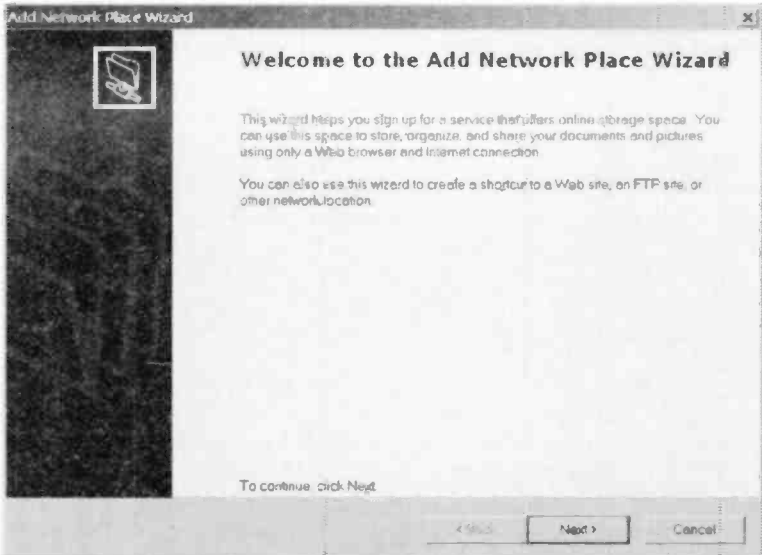 Add Network Place Wizard
Welcome to the Add Network Place Wizard
This wizard helps you sign up for a service that offers online storage space. You
can use this space to store, organize, and share your documents and pictures
using only a Web browser and Internet connection.
You can also use this wizard to create a shortcut to a Web site, an FTP site, or
other network location.
To continue, click Next.
< Back
Next >
Cancel